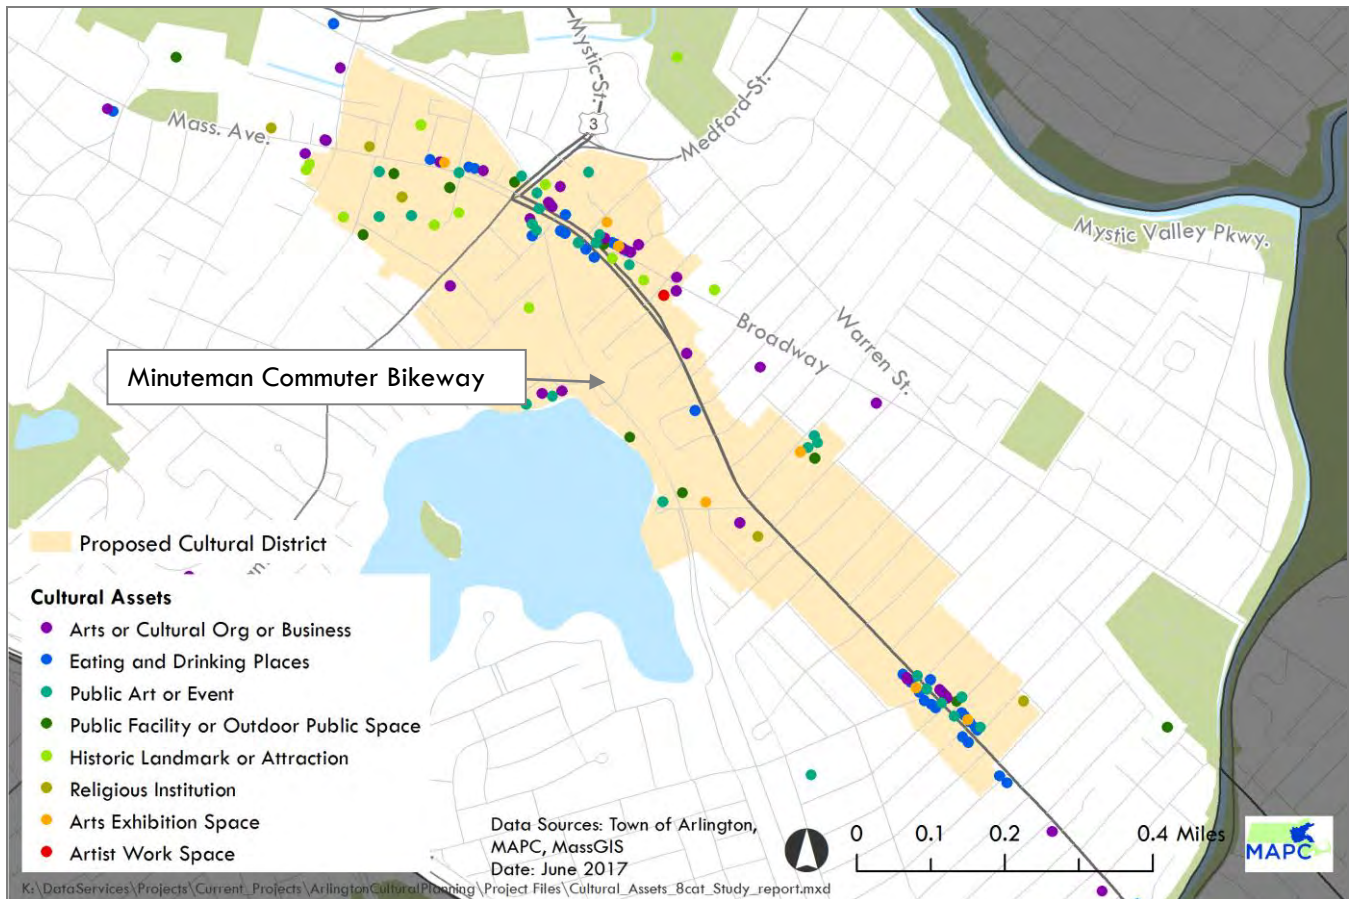 Mystic St.
3
Medford St.
Mass. Ave.
Mystic Valley Pkwy.
Warren St.
Broadway
Minuteman Commuter Bikeway
Proposed Cultural District
Cultural Assets
Arts or Cultural Org or Business
Eating and Drinking Places
Public Art or Event
Public Facility or Outdoor Public Space
Historic Landmark or Attraction
Religious Institution
Arts Exhibition Space
Artist Work Space
Data Sources: Town of Arlington,
MAPC, MassGIS
Date: June 2017
0 0.1 0.2 0.4 Miles
MAPC
K:\DataServices\Projects\Current_Projects\ArlingtonCulturalPlanning\Project Files\Cultural_Assets_8cat_Study_report.mxd